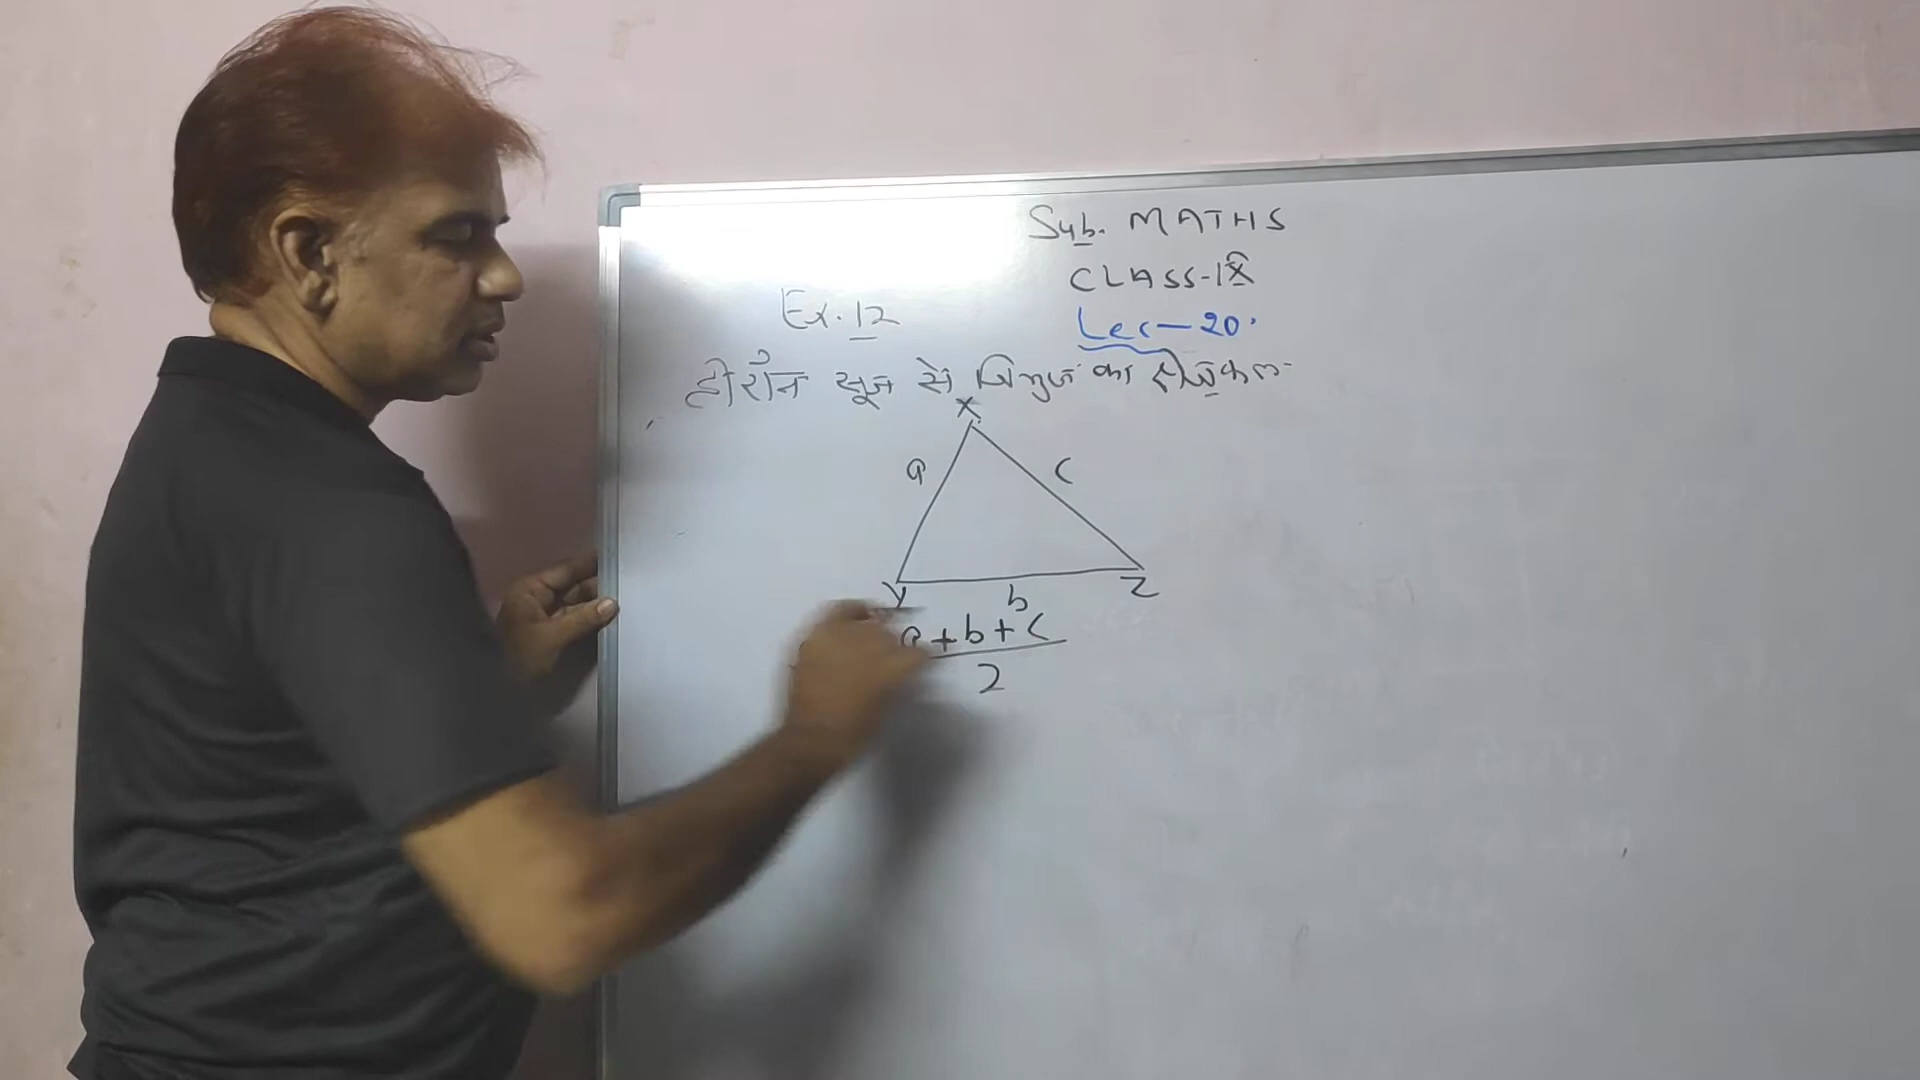 Sub. MATHS
CLASS-IX
Ex. 12
Lec-20.
हीरोन सूत्र से त्रिभुज का क्षेत्रफल
X
a
c
Y
b
Z
a+b+c
2